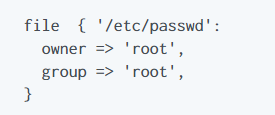 file  { '/etc/passwd':
  owner => 'root',
  group => 'root',
}